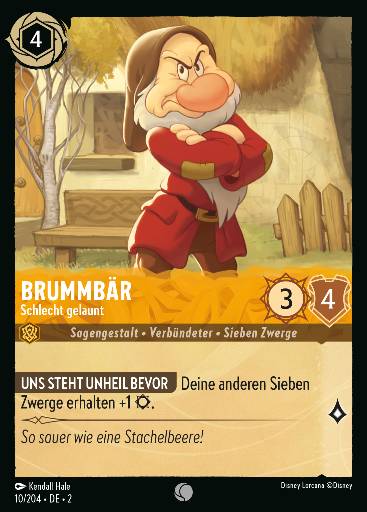 4
BRUMMBÄR
Schlecht gelaunt
3
4
Sagengestalt • Verbündeter • Sieben Zwerge
UNS STEHT UNHEIL BEVOR Deine anderen Sieben
Zwerge erhalten +1 .
So sauer wie eine Stachelbeere!
Kendall Hale
Disney Lorcana ©Disney
10/204 • DE • 2